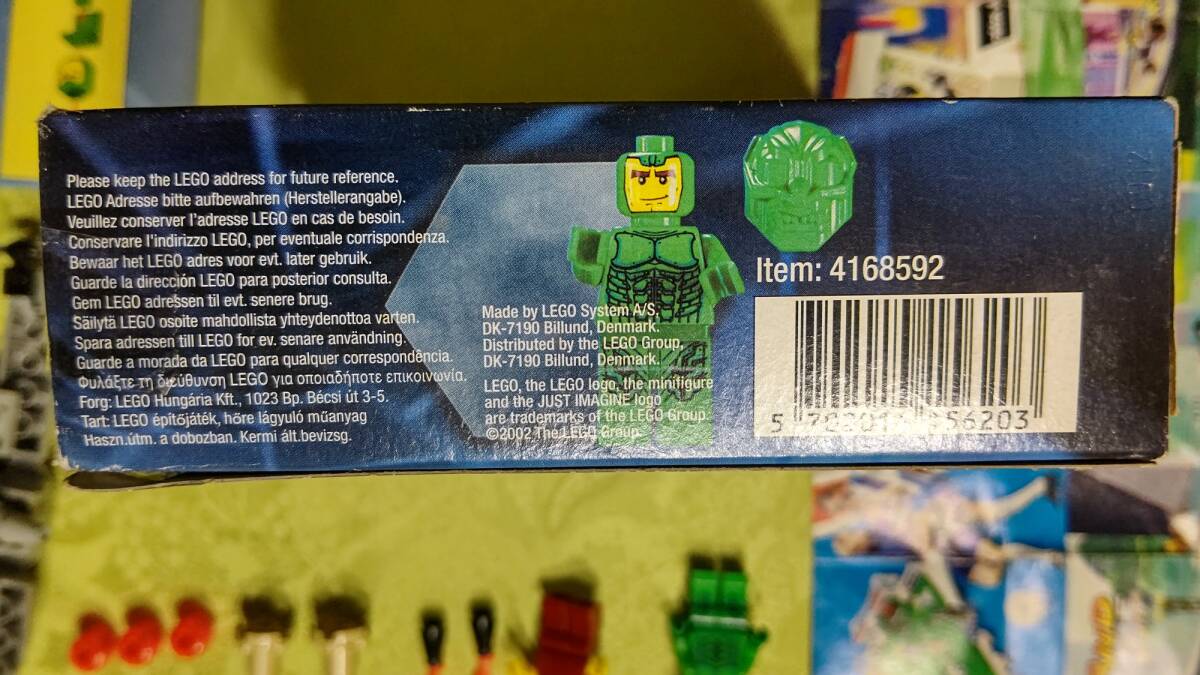 Please keep the LEGO address for future reference.
LEGO Adresse bitte aufbewahren (Herstellerangabe).
Veuillez conserver l'adresse LEGO en cas de besoin.
Conservare l'indirizzo LEGO, per eventuale corrispondenza.
Bewaar het LEGO adres voor evt. later gebruik.
Guarde la dirección LEGO para posterior consulta.
Gem LEGO adressen til evt. senere brug.
Säilytä LEGO osoite mahdollista yhteydenottoa varten.
Spara adressen till LEGO for ev. senare användning.
Guarde a morada da LEGO para qualquer correspondência.
Φυλάξτε τη διεύθυνση LEGO για οποιαδήποτε επικοινωνία.
Forg: LEGO Hungária Kft., 1023 Bp. Bécsi út 3-5.
Tart: LEGO építőjáték, hőre lágyuló műanyag
Haszn.útm. a dobozban. Kermi ált.bevizsg.
Made by LEGO System A/S,
DK-7190 Billund, Denmark.
Distributed by the LEGO Group,
DK-7190 Billund, Denmark.
LEGO, the LEGO logo, the minifigure
and the JUST IMAGINE logo
are trademarks of the LEGO Group.
©2002 The LEGO Group.
Item: 4168592
5
56203